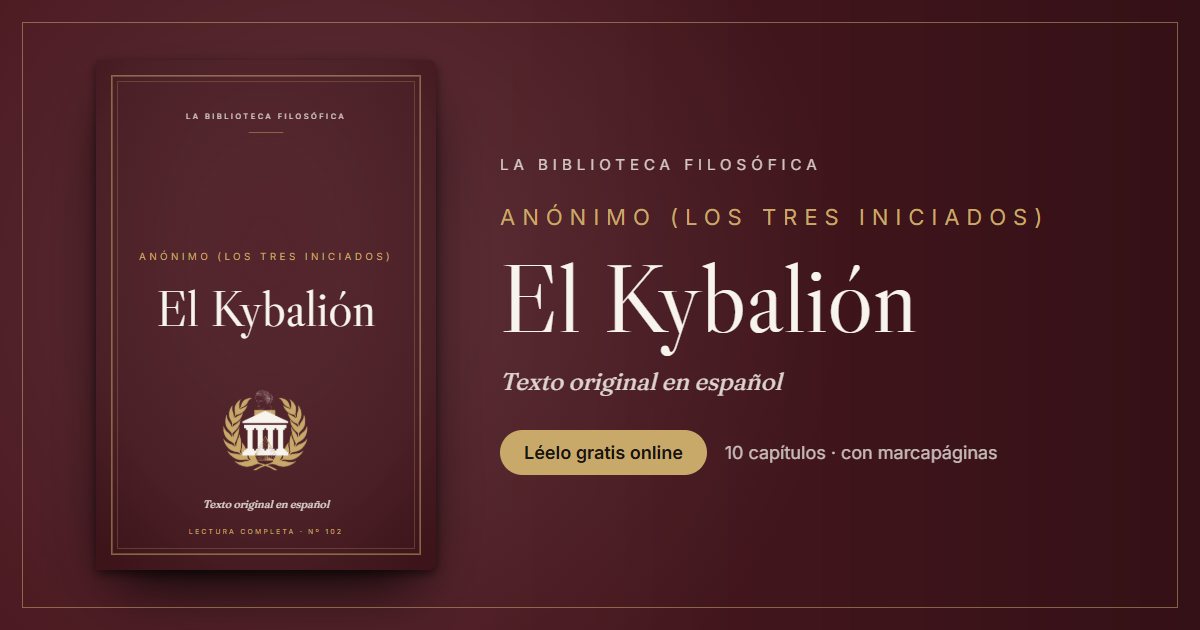 LA BIBLIOTECA FILOSÓFICA
ANÓNIMO (LOS TRES INICIADOS)
El Kybalión
Texto original en español
LECTURA COMPLETA · Nº 102
LA BIBLIOTECA FILOSÓFICA
ANÓNIMO (LOS TRES INICIADOS)
El Kybalión
Texto original en español
Léelo gratis online
10 capítulos · con marcapáginas